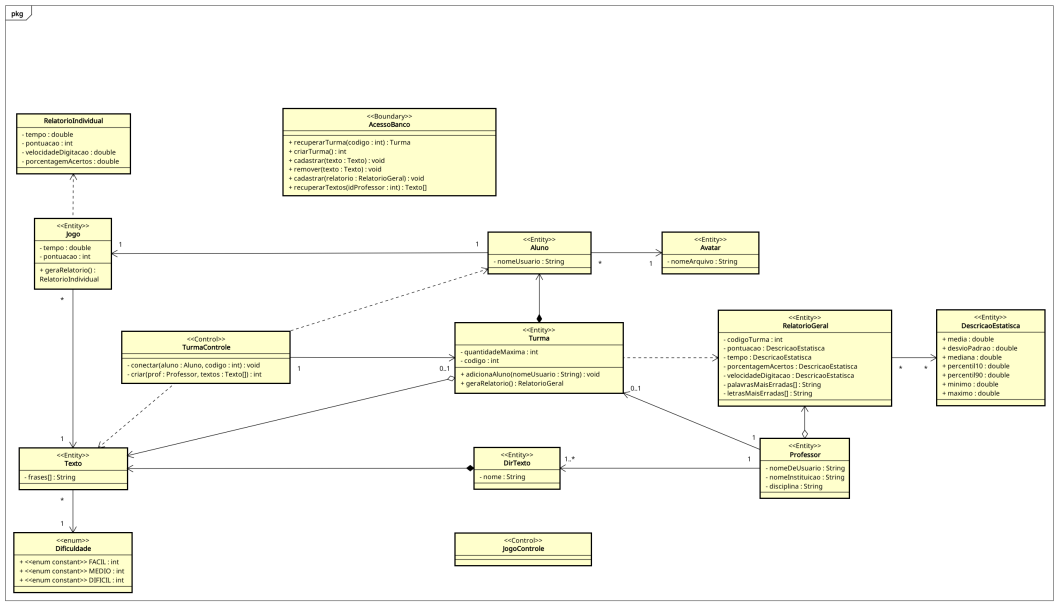 pkg
RelatorioIndividual
- tempo : double
- pontuacao : int
- velocidadeDigitacao : double
- porcentagemAcertos : double
<<Boundary>>
AcessoBanco
+ recuperarTurma(codigo : int) : Turma
+ criarTurma() : int
+ cadastrar(texto : Texto) : void
+ remover(texto : Texto) : void
+ cadastrar(relatorio : RelatorioGeral) : void
+ recuperarTextos(idProfessor : int) : Texto[]
<<Entity>>
Jogo
- tempo : double
- pontuacao : int
+ geraRelatorio() :
RelatorioIndividual
1
1
<<Entity>>
Aluno
- nomeUsuario : String
*
1
<<Entity>>
Avatar
- nomeArquivo : String
*
<<Control>>
TurmaControle
- conectar(aluno : Aluno, codigo : int) : void
- criar(prof : Professor, textos : Texto[]) : int
1
0..1
<<Entity>>
Turma
- quantidadeMaxima : int
- codigo : int
+ adicionaAluno(nomeUsuario : String) : void
+ geraRelatorio() : RelatorioGeral
0..1
<<Entity>>
RelatorioGeral
- codigoTurma : int
- pontuacao : DescricaoEstatisca
- tempo : DescricaoEstatisca
- porcentagemAcertos : DescricaoEstatisca
- velocidadeDigitacao : DescricaoEstatisca
- palavrasMaisErradas[] : String
- letrasMaisErradas[] : String
*
*
<<Entity>>
DescricaoEstatisca
+ media : double
+ desvioPadrao : double
+ mediana : double
+ percentil10 : double
+ percentil90 : double
+ minimo : double
+ maximo : double
1
<<Entity>>
Texto
- frases[] : String
<<Entity>>
DirTexto
- nome : String
1..*
1
1
<<Entity>>
Professor
- nomeDeUsuario : String
- nomeInstituicao : String
- disciplina : String
*
1
<<enum>>
Dificuldade
+ <<enum constant>> FACIL : int
+ <<enum constant>> MEDIO : int
+ <<enum constant>> DIFICIL : int
<<Control>>
JogoControle